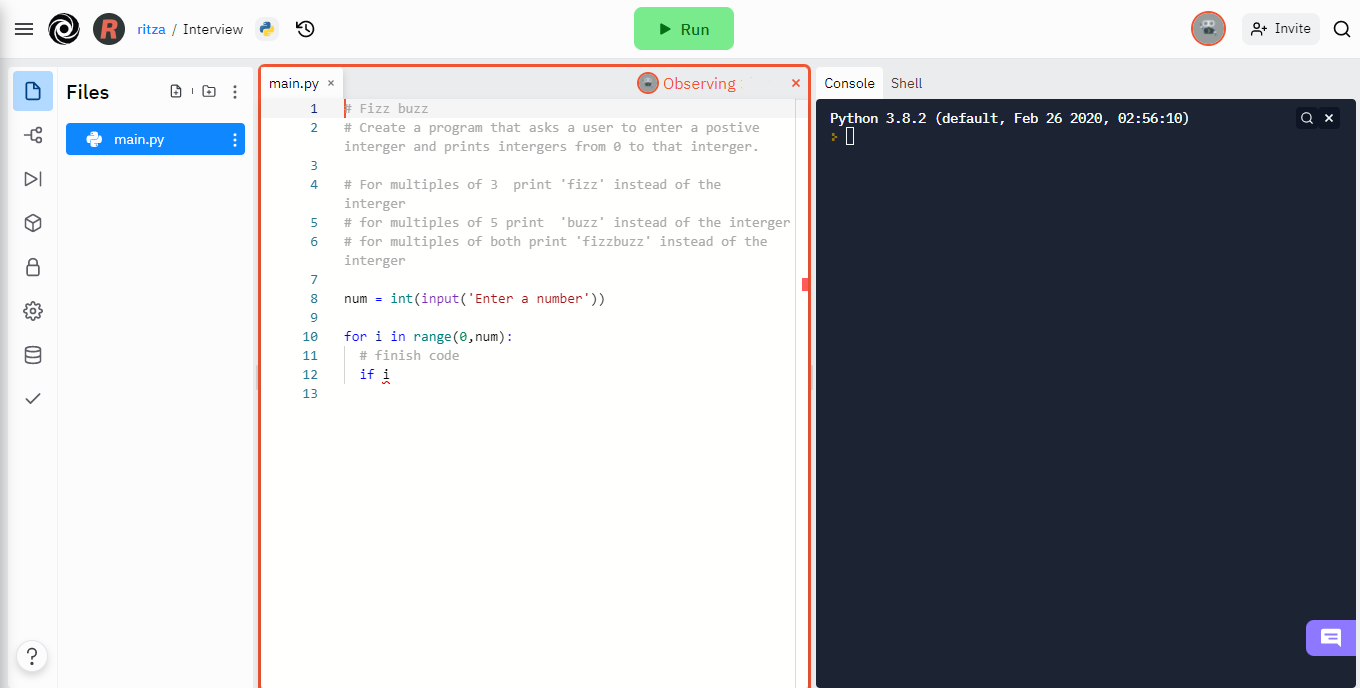 R ritza / Interview
Run
Invite
Files
main.py
main.py ×
Observing ×
1 # Fizz buzz
2 # Create a program that asks a user to enter a postive
interger and prints intergers from 0 to that interger.
3
4 # For multiples of 3  print 'fizz' instead of the
interger
5 # for multiples of 5 print  'buzz' instead of the interger
6 # for multiples of both print 'fizzbuzz' instead of the
interger
7
8 num = int(input('Enter a number'))
9
10 for i in range(0,num):
11   # finish code
12   if i
13
Console Shell
Python 3.8.2 (default, Feb 26 2020, 02:56:10)
?